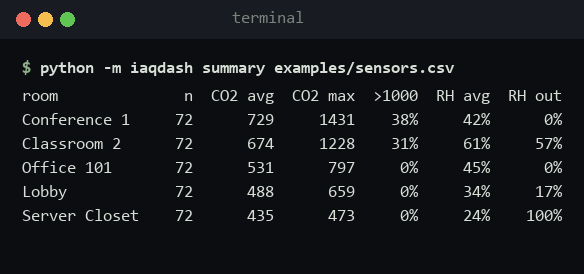 terminal
$ python -m iaqdash summary examples/sensors.csv
room n CO2 avg CO2 max >1000 RH avg RH out
Conference 1 72 729 1431 38% 42% 0%
Classroom 2 72 674 1228 31% 61% 57%
Office 101 72 531 797 0% 45% 0%
Lobby 72 488 659 0% 34% 17%
Server Closet 72 435 473 0% 24% 100%